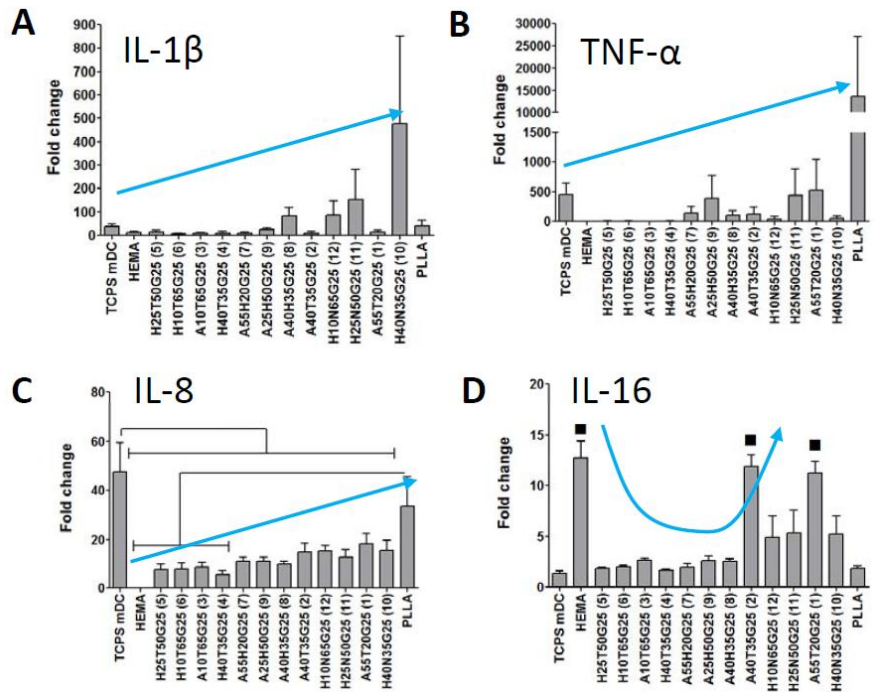 A
IL-1β
Fold change
900
800
700
600
500
400
300
200
100
0
TCPS mDC
HEMA
H25T50G25 (5)
H10T65G25 (6)
A10T65G25 (3)
H40T35G25 (4)
A55H20G25 (7)
A25H50G25 (9)
A40H35G25 (8)
A40T35G25 (2)
H10N65G25 (12)
H25N50G25 (11)
A55T20G25 (1)
H40N35G25 (10)
PLLA
B
TNF-α
Fold change
30000
25000
20000
15000
10000
1500
1000
500
0
TCPS mDC
HEMA
H25T50G25 (5)
H10T65G25 (6)
A10T65G25 (3)
H40T35G25 (4)
A55H20G25 (7)
A25H50G25 (9)
A40H35G25 (8)
A40T35G25 (2)
H10N65G25 (12)
H25N50G25 (11)
A55T20G25 (1)
H40N35G25 (10)
PLLA
C
IL-8
Fold change
80
60
40
20
0
TCPS mDC
HEMA
H25T50G25 (5)
H10T65G25 (6)
A10T65G25 (3)
H40T35G25 (4)
A55H20G25 (7)
A25H50G25 (9)
A40H35G25 (8)
A40T35G25 (2)
H10N65G25 (12)
H25N50G25 (11)
A55T20G25 (1)
H40N35G25 (10)
PLLA
D
IL-16
Fold change
20
15
10
5
0
TCPS mDC
HEMA
H25T50G25 (5)
H10T65G25 (6)
A10T65G25 (3)
H40T35G25 (4)
A55H20G25 (7)
A25H50G25 (9)
A40H35G25 (8)
A40T35G25 (2)
H10N65G25 (12)
H25N50G25 (11)
A55T20G25 (1)
H40N35G25 (10)
PLLA